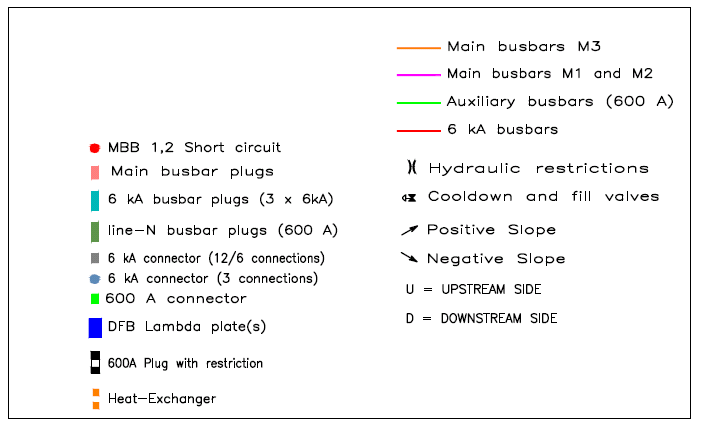 MBB 1,2 Short circuit
Main busbar plugs
6 kA busbar plugs (3 x 6kA)
line-N busbar plugs (600 A)
6 kA connector (12/6 connections)
6 kA connector (3 connections)
600 A connector
DFB Lambda plate(s)
600A Plug with restriction
Heat-Exchanger
Main busbars M3
Main busbars M1 and M2
Auxiliary busbars (600 A)
6 kA busbars
Hydraulic restrictions
Cooldown and fill valves
Positive Slope
Negative Slope
U = UPSTREAM SIDE
D = DOWNSTREAM SIDE